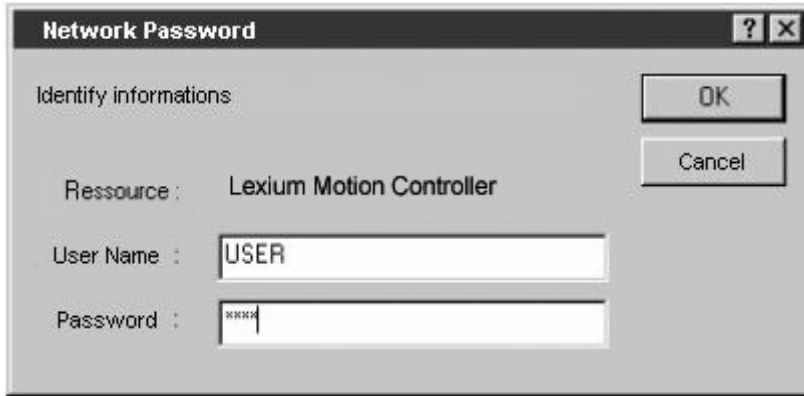 Network Password
Identify informations
OK
Cancel
Ressource : Lexium Motion Controller
User Name : USER
Password : ****